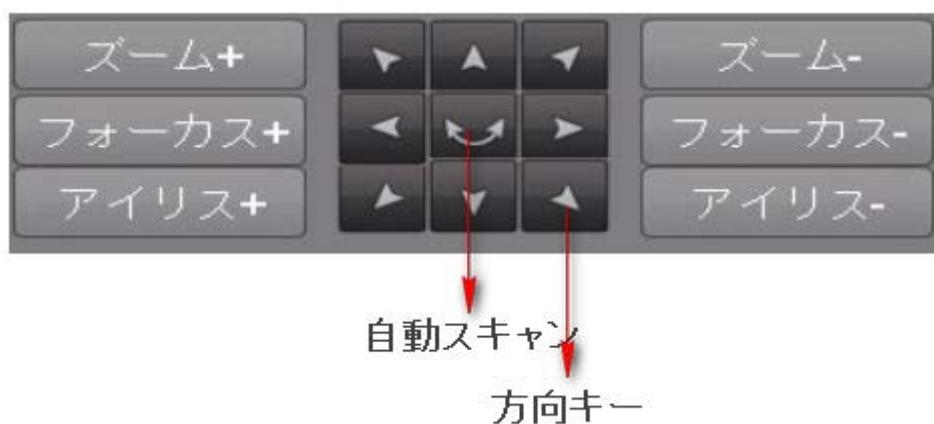 ズーム+ ズーム-
フォーカス+ フォーカス-
アイリス+ アイリス-
自動スキャン
方向キー